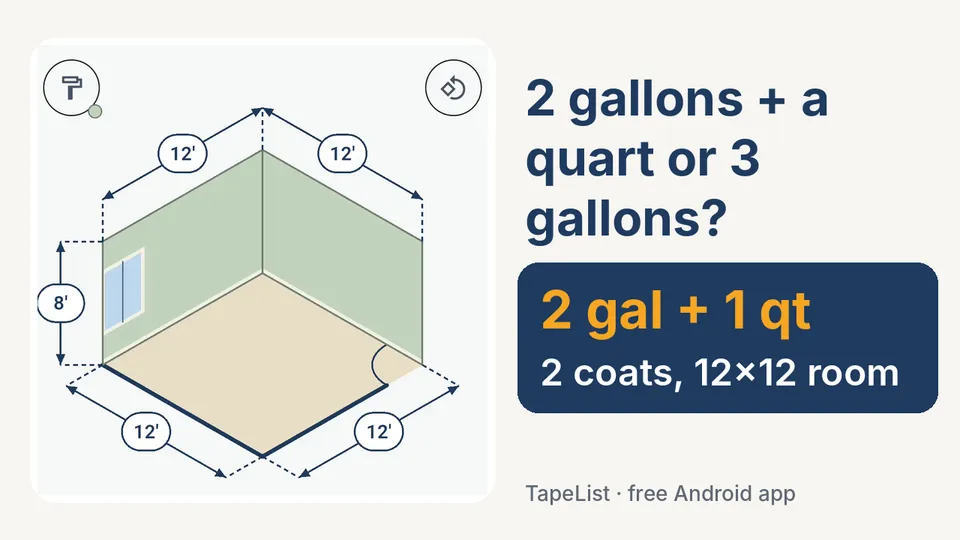 12'
12'
8'
12'
12'
2 gallons + a
quart or 3
gallons?
2 gal + 1 qt
2 coats, 12×12 room
TapeList · free Android app